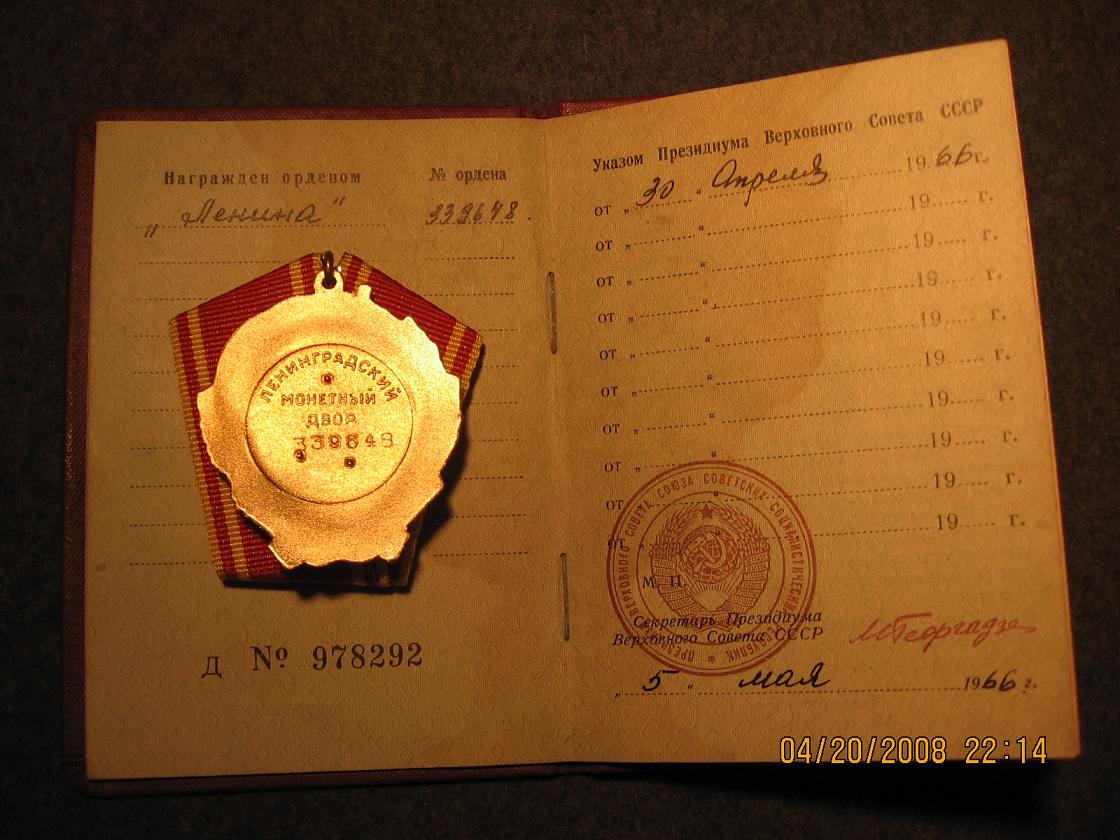 Награжден орденом № ордена
„Ленина“ 339648
ЛЕНИНГРАДСКИЙ
МОНЕТНЫЙ
ДВОР
339648
Д № 978292
Указом Президиума Верховного Совета СССР
от „30“ Апреля 1966 г.
от „ “ 19 г.
от „ “ 19 г.
от „ “ 19 г.
от „ “ 19 г.
от „ “ 19 г.
от „ “ 19 г.
от „ “ 19 г.
от „ “ 19 г.
от „ “ 19 г.
ПРЕЗИДИУМ ВЕРХОВНОГО СОВЕТА СОЮЗА СОВЕТСКИХ СОЦИАЛИСТИЧЕСКИХ РЕСПУБЛИК
М. П.
Секретарь Президиума
Верховного Совета СССР МГеоргадзе
„5“ мая 1966 г.
04/20/2008 22:14